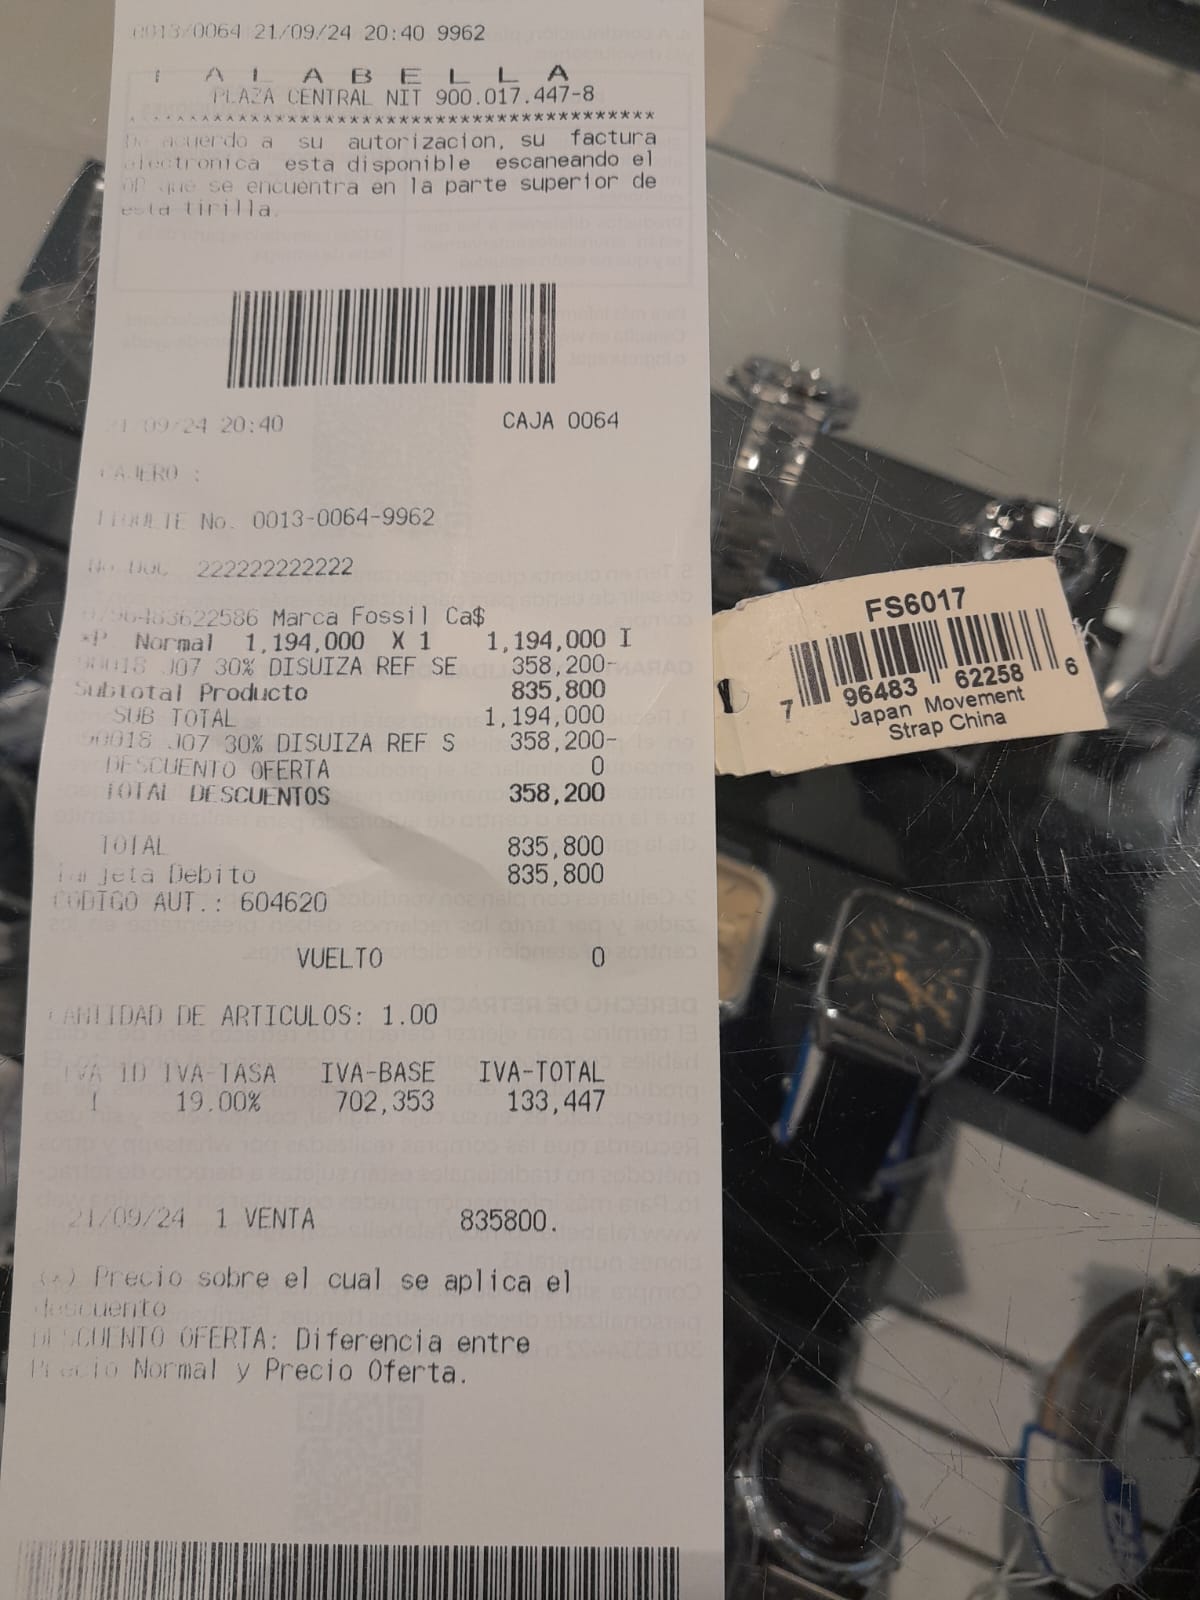 0013/0064 21/09/24 20:40 9962
F A L A B E L L A
PLAZA CENTRAL NIT 900.017.447-8
De acuerdo a su autorizacion, su factura
electronica esta disponible escaneando el
QR que se encuentra en la parte superior de
esta tirilla.
21/09/24 20:40 CAJA 0064
CAJERO :
TIQUETE No. 0013-0064-9962
No.DOC 222222222222
0796483622586 Marca Fossil Ca$
*P Normal 1,194,000 X 1 1,194,000 I
90018 J07 30% DISUIZA REF SE 358,200-
Subtotal Producto 835,800
SUB TOTAL 1,194,000
90018 J07 30% DISUIZA REF S 358,200-
DESCUENTO OFERTA 0
TOTAL DESCUENTOS 358,200
TOTAL 835,800
Tarjeta Debito 835,800
CODIGO AUT.: 604620
VUELTO 0
CANTIDAD DE ARTICULOS: 1.00
IVA ID IVA-TASA IVA-BASE IVA-TOTAL
I 19.00% 702,353 133,447
21/09/24 1 VENTA 835800.
(*) Precio sobre el cual se aplica el
descuento
DESCUENTO OFERTA: Diferencia entre
Precio Normal y Precio Oferta.
FS6017
7 96483 62258 6
Japan Movement
Strap China